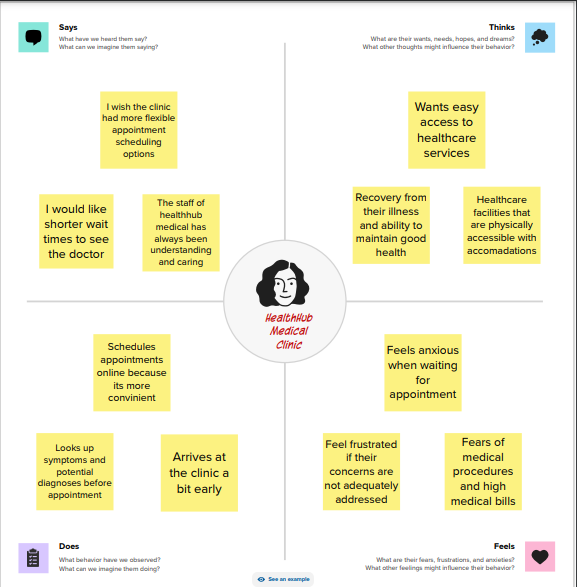 Says
What have we heard them say?
What can we imagine them saying?
Thinks
What are their wants, needs, hopes, and dreams?
What other thoughts might influence their behavior?
I wish the clinic
had more flexible
appointment
scheduling
options
I would like
shorter wait
times to see
the doctor
The staff of
healthhub
medical has
always been
understanding
and caring
Wants easy
access to
healthcare
services
Recovery from
their illness
and ability to
maintain good
health
Healthcare
facilities that
are physically
accessible with
accomadations
HealthHub
Medical
Clinic
Schedules
appointments
online because
its more
convinient
Looks up
symptoms and
potential
diagnoses before
appointment
Arrives at
the clinic a
bit early
Feels anxious
when waiting
for
appointment
Feel frustrated
if their
concerns are
not adequately
addressed
Fears of
medical
procedures
and high
medical bills
Does
What behavior have we observed?
What can we imagine them doing?
Feels
What are their fears, frustrations, and anxieties?
What other feelings might influence their behavior?
See an example